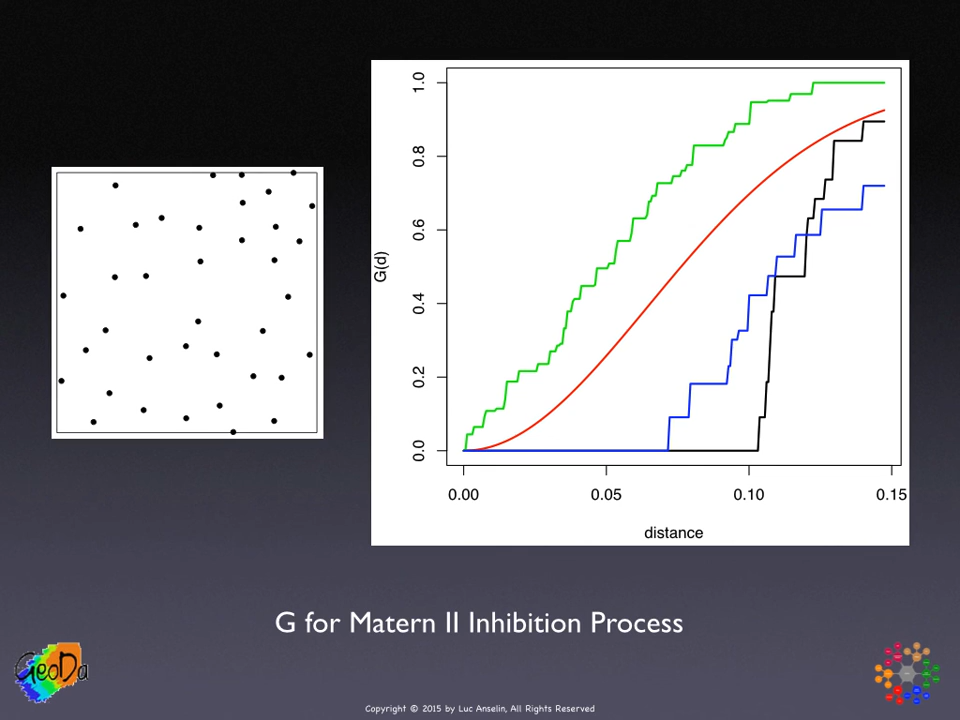 1.0
0.8
0.6
0.4
0.2
0.0
G(d)
0.00 0.05 0.10 0.15
distance
G for Matern II Inhibition Process
GeoDa
Copyright © 2015 by Luc Anselin, All Rights Reserved